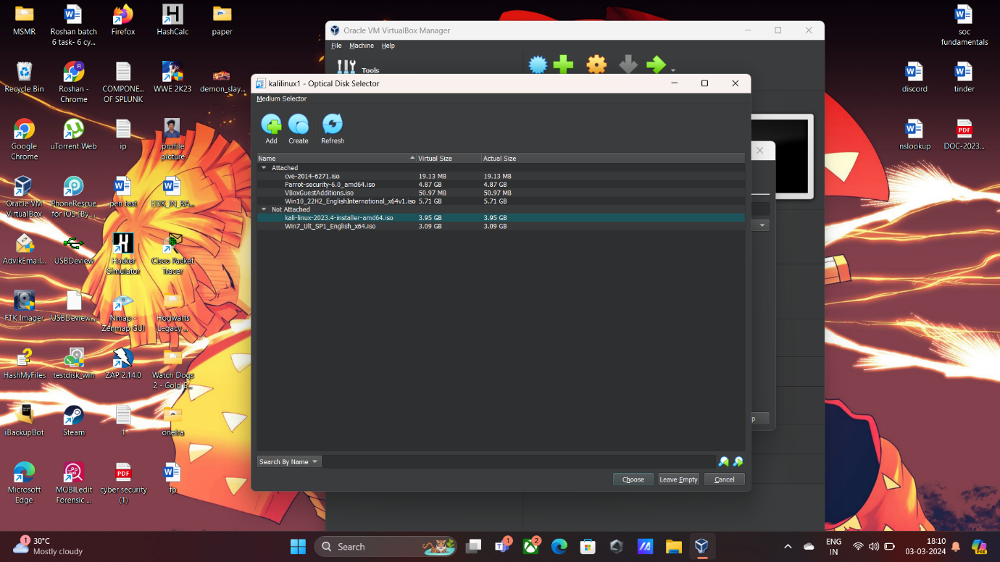 MSMR
Roshan batch
6 task- 6 cy...
Firefox
HashCalc
paper
soc
fundamentals
Recycle Bin
Roshan -
Chrome
COMPONE...
OF SPLUNK
WWE 2K23
demon_slay...
discord
tinder
Google
Chrome
uTorrent Web
ip
profile
picture
nslookup
DOC-2023...
Oracle VM
VirtualBox
PhoneRescue
for iOS [By ...
pen test
EDK_IN_RA...
AdvikEmail...
USBDeview
Hacker
Simulator
Cisco Packet
Tracer
FTK Imager
USBDeview...
Nmap -
Zenmap GUI
Hogwarts
Legacy ...
HashMyFiles
testdisk_win
ZAP 2.14.0
Watch Dogs
2 - Gold E...
iBackupBot
Steam
1
oneira
Microsoft
Edge
MOBILedit
Forensic ...
PDF
cyber security
(1)
fp
Oracle VM VirtualBox Manager
File Machine Help
Tools
kalilinux1 - Optical Disk Selector
Medium Selector
Add Create Refresh
Name Virtual Size Actual Size
Attached
cve-2014-6271.iso 19.13 MB 19.13 MB
Parrot-security-6.0_amd64.iso 4.87 GB 4.87 GB
VBoxGuestAdditions.iso 50.97 MB 50.97 MB
Win10_22H2_EnglishInternational_x64v1.iso 5.71 GB 5.71 GB
Not Attached
kali-linux-2023.4-installer-amd64.iso 3.95 GB 3.95 GB
Win7_Ult_SP1_English_x64.iso 3.09 GB 3.09 GB
Search By Name
Choose Leave Empty Cancel
1
30°C
Mostly cloudy
Search
1
2
ENG
IN
18:10
03-03-2024
PRE